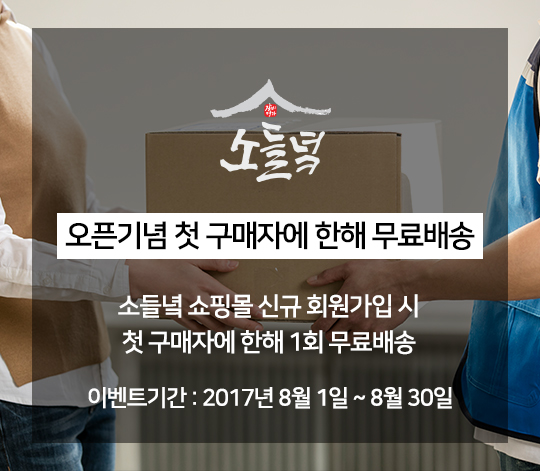 소들녘
오픈기념 첫 구매자에 한해 무료배송
소들녘 쇼핑몰 신규 회원가입 시
첫 구매자에 한해 1회 무료배송
이벤트기간 : 2017년 8월 1일 ~ 8월 30일